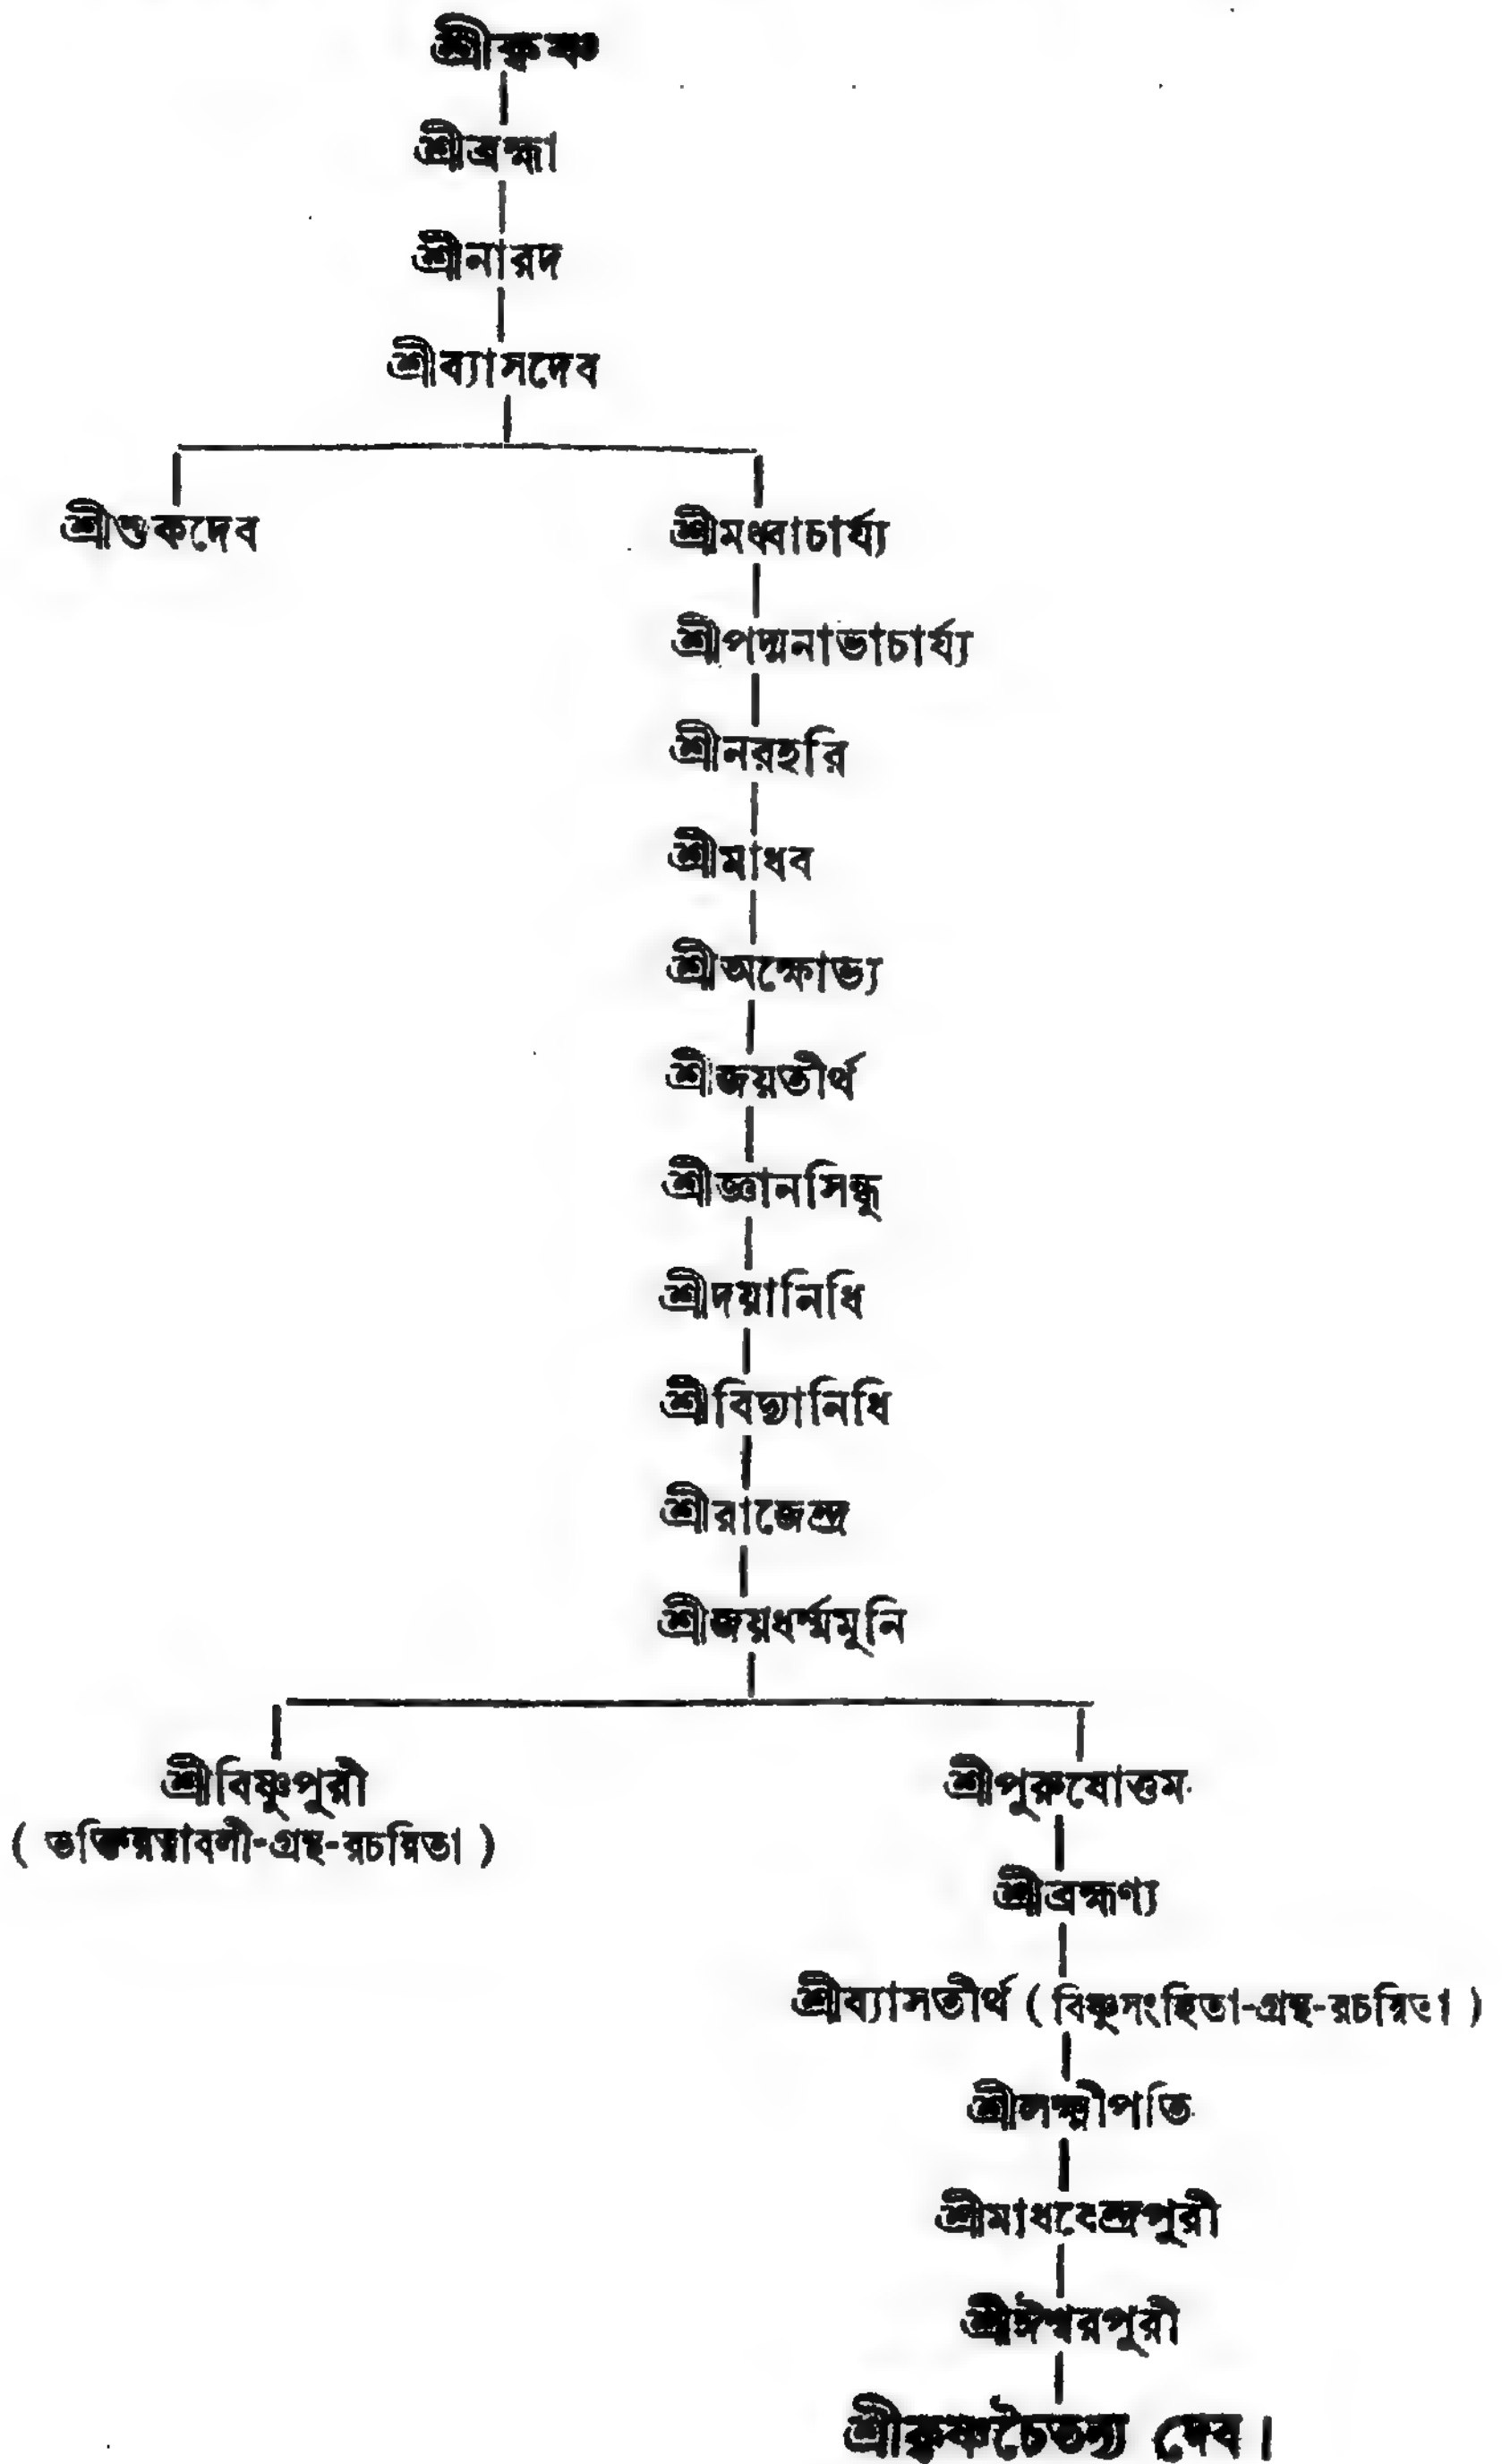 শ্রীকৃষ্ণ
শ্রীব্রহ্মা
শ্রীনারদ
শ্রীব্যাসদেব
শ্রীশুকদেব
শ্রীমধ্বাচার্য্য
শ্রীপদ্মনাভাচার্য্য
শ্রীনরহরি
শ্রীমাধব
শ্রীঅক্ষোভ্য
শ্রীজয়তীর্থ
শ্রীজ্ঞানসিন্ধু
শ্রীদয়ানিধি
শ্রীবিদ্যানিধি
শ্রীরাজেন্দ্র
শ্রীজয়ধর্ম্মমুনি
শ্রীবিষ্ণুপুরী
( ভক্তিরত্নাবলী-গ্রন্থ-রচয়িতা )
শ্রীপুরুষোত্তম
শ্রীব্রহ্মণ্য
শ্রীব্যাসতীর্থ ( বিষ্ণুসংহিতা-গ্রন্থ-রচয়িতা )
শ্রীলক্ষ্মীপতি
শ্রীমাধবেন্দ্রপুরী
শ্রীঈশ্বরপুরী
শ্রীকৃষ্ণচৈতন্য দেব।